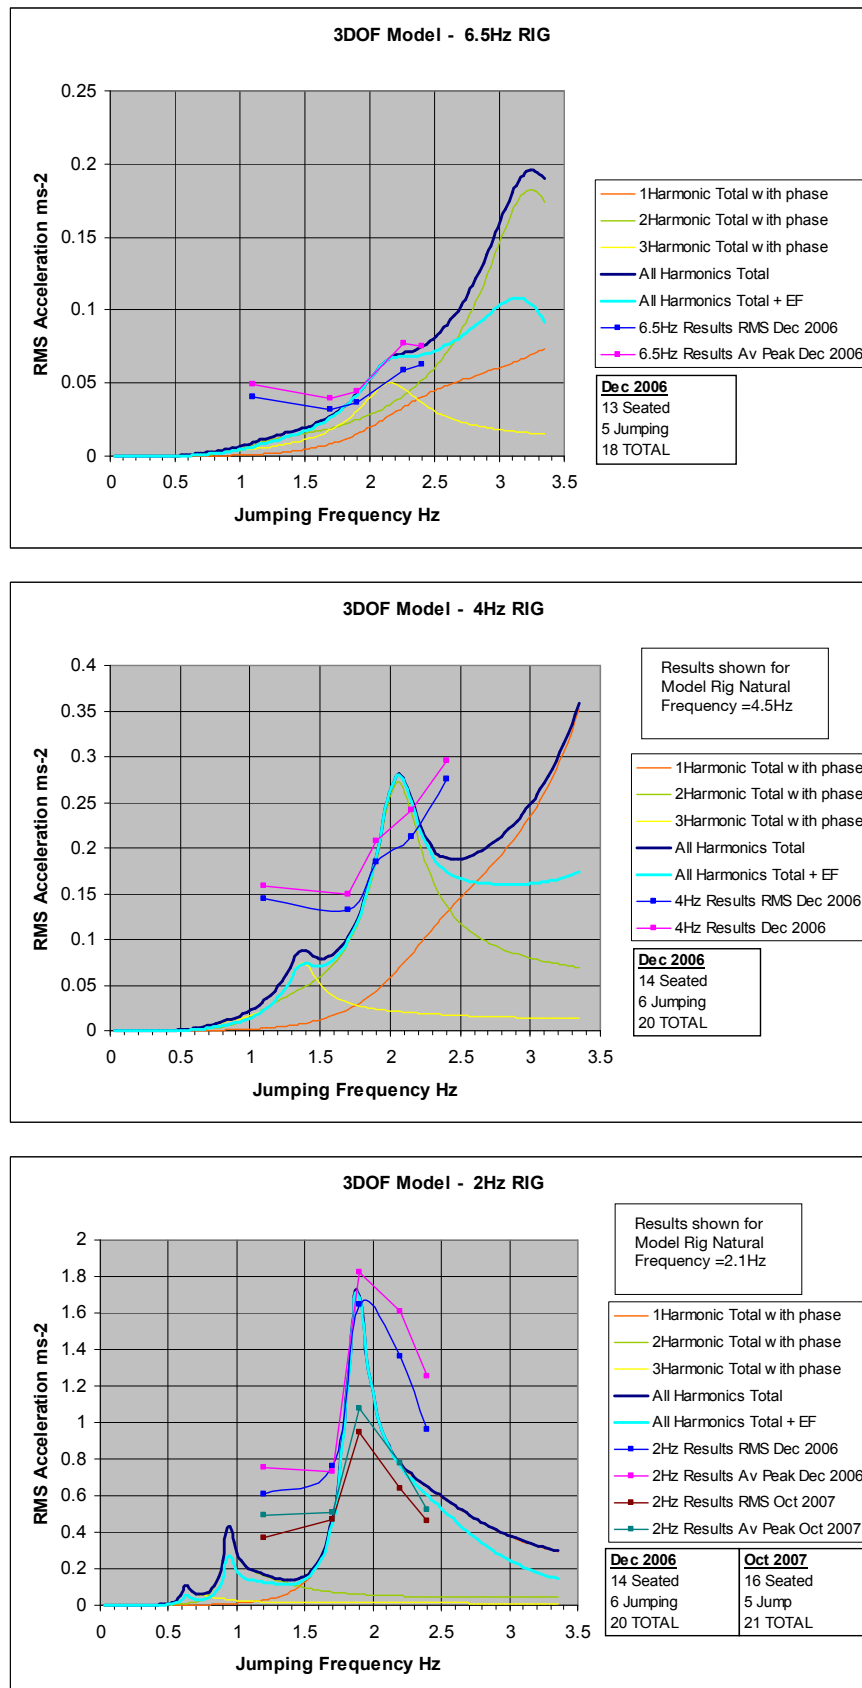 3DOF Model - 6.5Hz RIG
RMS Acceleration ms-2
0.25
0.2
0.15
0.1
0.05
0
0 0.5 1 1.5 2 2.5 3 3.5
Jumping Frequency Hz
1Harmonic Total with phase
2Harmonic Total with phase
3Harmonic Total with phase
All Harmonics Total
All Harmonics Total + EF
6.5Hz Results RMS Dec 2006
6.5Hz Results Av Peak Dec 2006
Dec 2006
13 Seated
5 Jumping
18 TOTAL
3DOF Model - 4Hz RIG
Results shown for
Model Rig Natural
Frequency =4.5Hz
RMS Acceleration ms-2
0.4
0.35
0.3
0.25
0.2
0.15
0.1
0.05
0
0 0.5 1 1.5 2 2.5 3 3.5
Jumping Frequency Hz
1Harmonic Total with phase
2Harmonic Total with phase
3Harmonic Total with phase
All Harmonics Total
All Harmonics Total + EF
4Hz Results RMS Dec 2006
4Hz Results Dec 2006
Dec 2006
14 Seated
6 Jumping
20 TOTAL
3DOF Model - 2Hz RIG
Results shown for
Model Rig Natural
Frequency =2.1Hz
RMS Acceleration ms-2
2
1.8
1.6
1.4
1.2
1
0.8
0.6
0.4
0.2
0
0 0.5 1 1.5 2 2.5 3 3.5
Jumping Frequency Hz
1Harmonic Total with phase
2Harmonic Total with phase
3Harmonic Total with phase
All Harmonics Total
All Harmonics Total + EF
2Hz Results RMS Dec 2006
2Hz Results Av Peak Dec 2006
2Hz Results RMS Oct 2007
2Hz Results Av Peak Oct 2007
Dec 2006 Oct 2007
14 Seated 16 Seated
6 Jumping 5 Jump
20 TOTAL 21 TOTAL